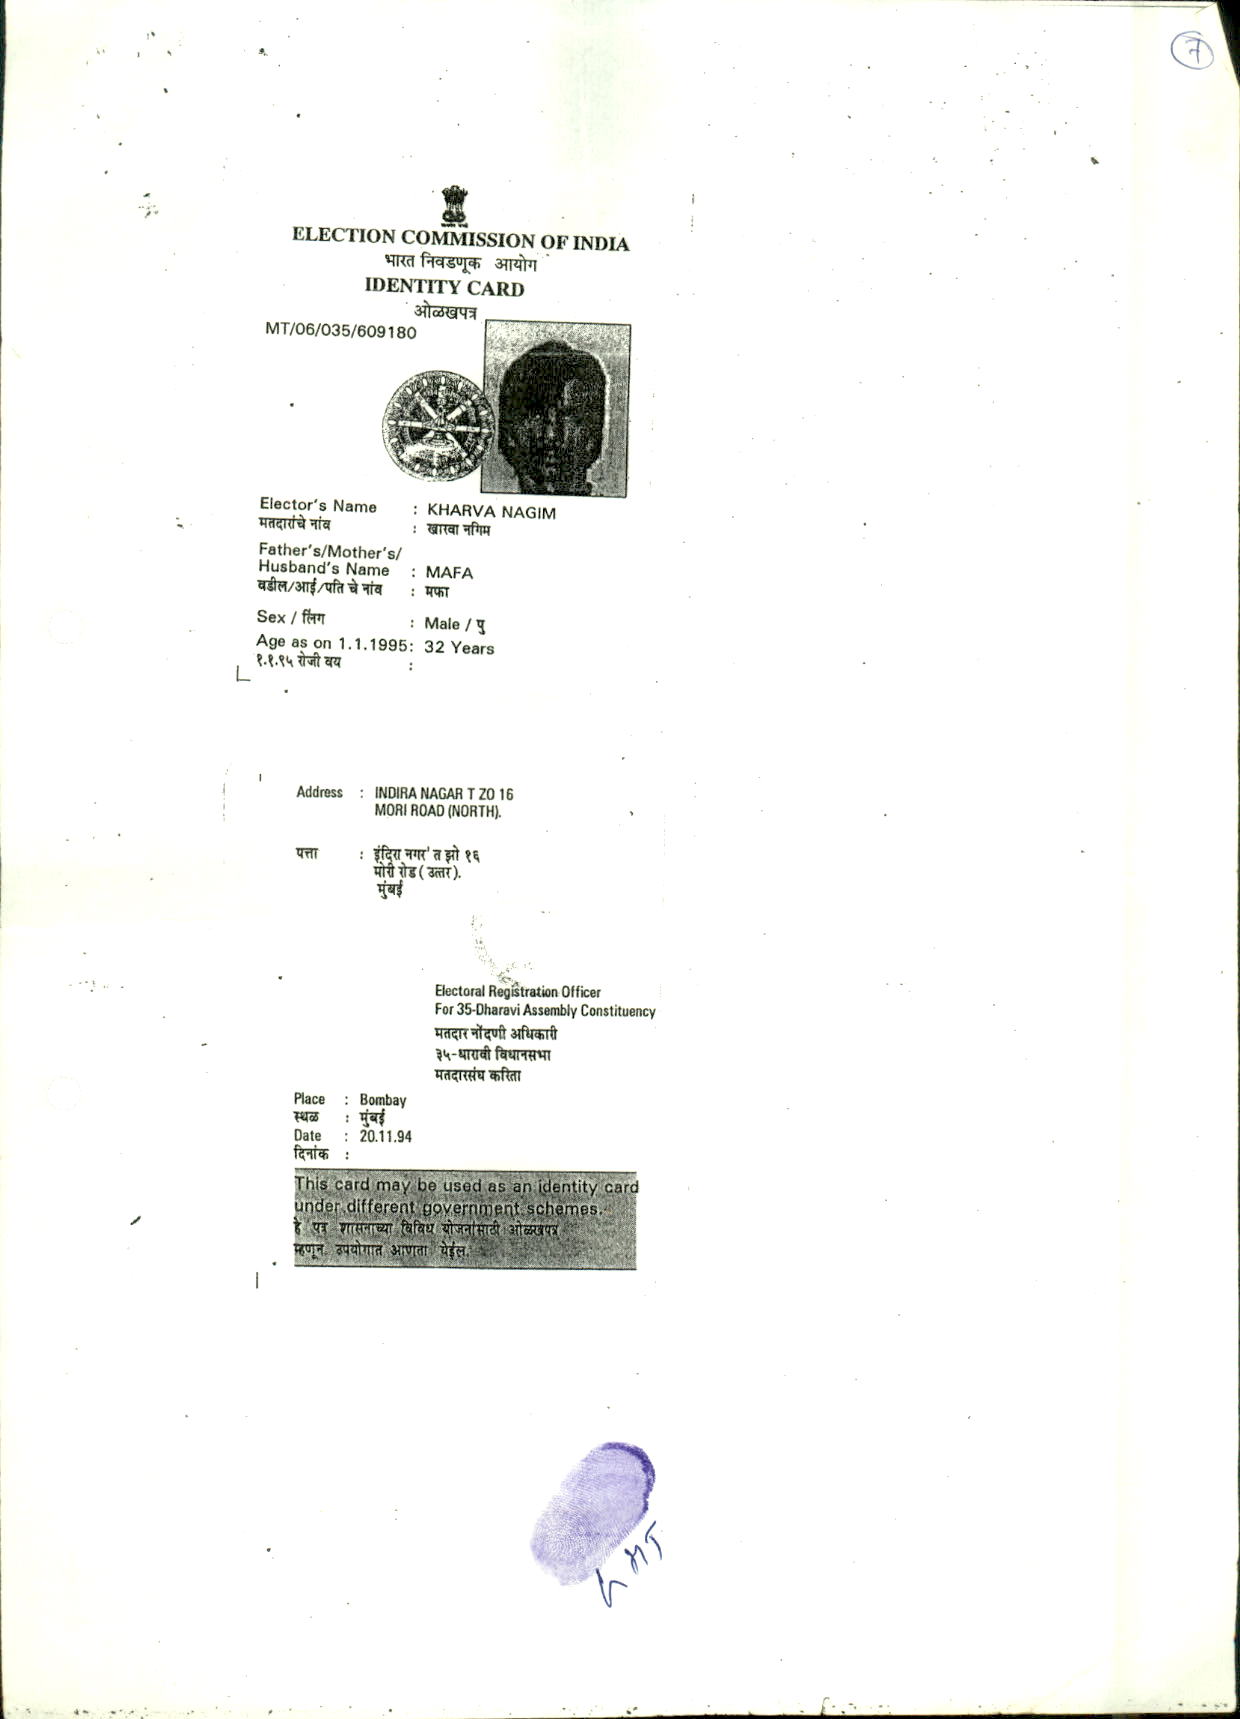 7
ELECTION COMMISSION OF INDIA
भारत निवडणूक आयोग
IDENTITY CARD
ओळखपत्र
MT/06/035/609180
Elector's Name : KHARVA NAGIM
मतदाराचे नांव : खारवा नगिम
Father's/Mother's/
Husband's Name : MAFA
वडील/आई/पति चे नांव : मफा
Sex / लिंग : Male / पु
Age as on 1.1.1995: 32 Years
१.१.९५ रोजी वय :
Address : INDIRA NAGAR T ZO 16
MORI ROAD (NORTH).
पत्ता : इंदिरा नगर त झो १६
मोरी रोड ( उत्तर ).
मुंबई
Electoral Registration Officer
For 35-Dharavi Assembly Constituency
मतदार नोंदणी अधिकारी
३५-धारावी विधानसभा
मतदारसंघ करिता
Place : Bombay
स्थळ : मुंबई
Date : 20.11.94
दिनांक :
This card may be used as an identity card
under different government schemes.
हे पत्र शासनाच्या विविध योजनांसाठी ओळखपत्र
म्हणून उपयोगात आणता येईल.